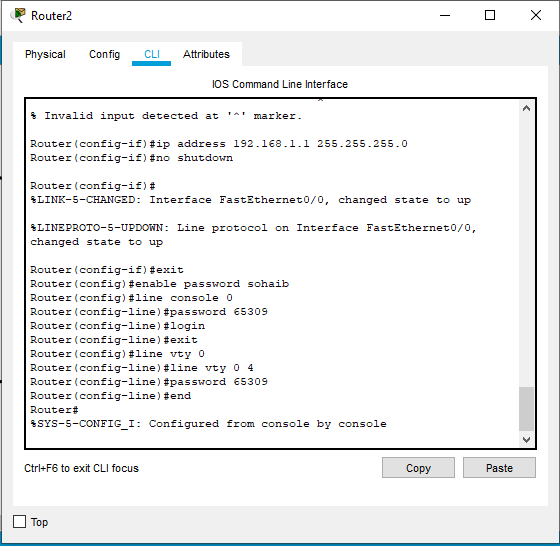 Router2
Physical Config CLI Attributes
IOS Command Line Interface
^
% Invalid input detected at '^' marker.
Router(config-if)#ip address 192.168.1.1 255.255.255.0
Router(config-if)#no shutdown
Router(config-if)#
%LINK-5-CHANGED: Interface FastEthernet0/0, changed state to up
%LINEPROTO-5-UPDOWN: Line protocol on Interface FastEthernet0/0,
changed state to up
Router(config-if)#exit
Router(config)#enable password sohaib
Router(config)#line console 0
Router(config-line)#password 65309
Router(config-line)#login
Router(config-line)#exit
Router(config)#line vty 0
Router(config-line)#line vty 0 4
Router(config-line)#password 65309
Router(config-line)#end
Router#
%SYS-5-CONFIG_I: Configured from console by console
Ctrl+F6 to exit CLI focus
Copy Paste
Top